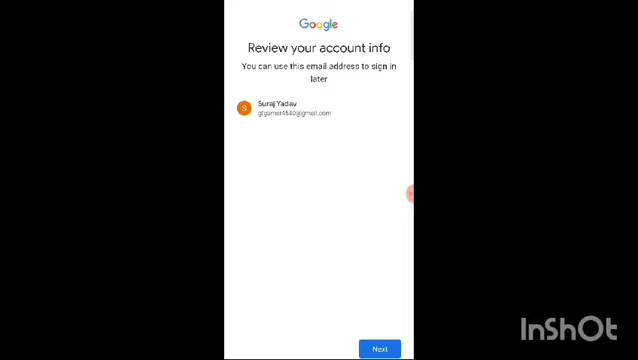 Google
Review your account info
You can use this email address to sign in
later
S
Suraj Yadav
gtgamer4540@gmail.com
Next
InShOt